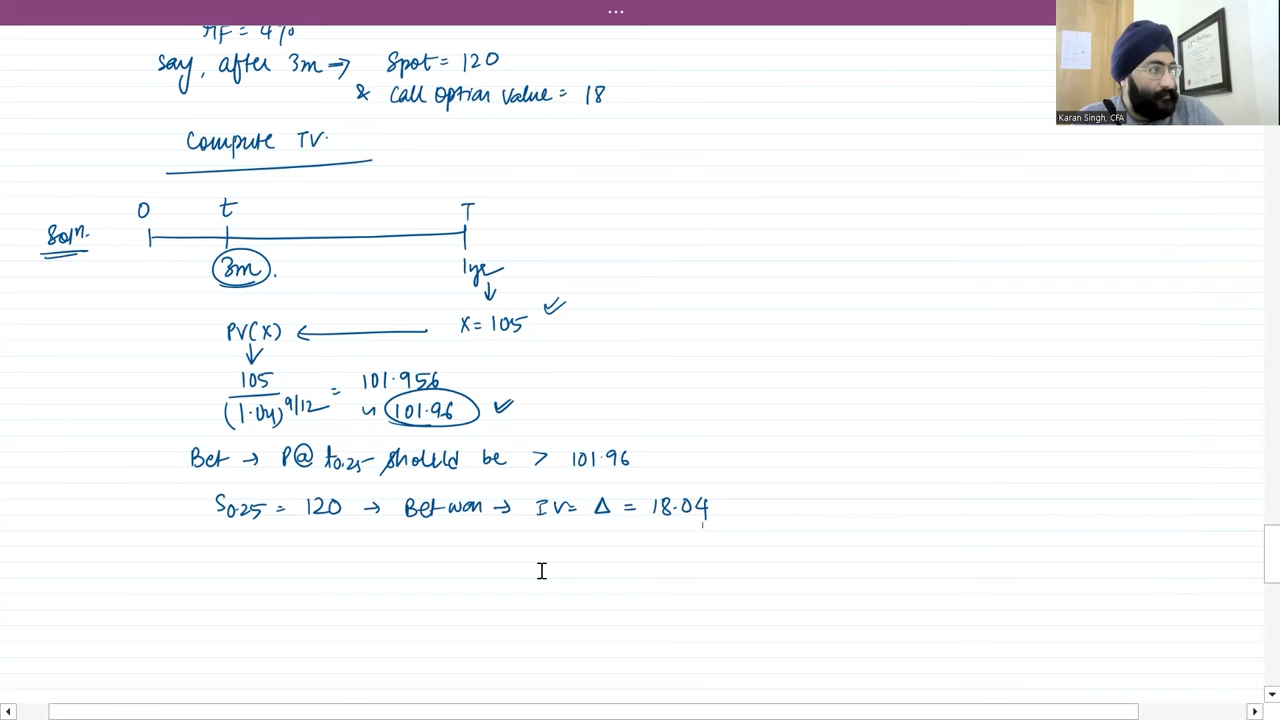 rF = 4%
Say, after 3m → Spot = 120
& Call Option Value = 18
Compute TV.
0 t T
Soln.
3m. 1yr
↓
PV(X) ← X = 105 ✓
↓
105 / (1.04)^9/12 = 101.956
~ 101.96 ✓
Bet → P@ t0.25 should be > 101.96
S0.25 = 120 → Bet won → IV = Δ = 18.04
Karan Singh, CFA